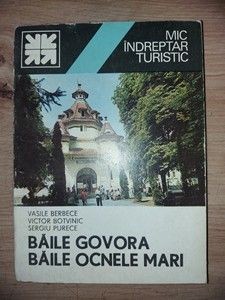 MIC
ÎNDREPTAR
TURISTIC
VASILE BERBECE
VICTOR BOTVINIC
SERGIU PURECE
BĂILE GOVORA
BĂILE OCNELE MARI